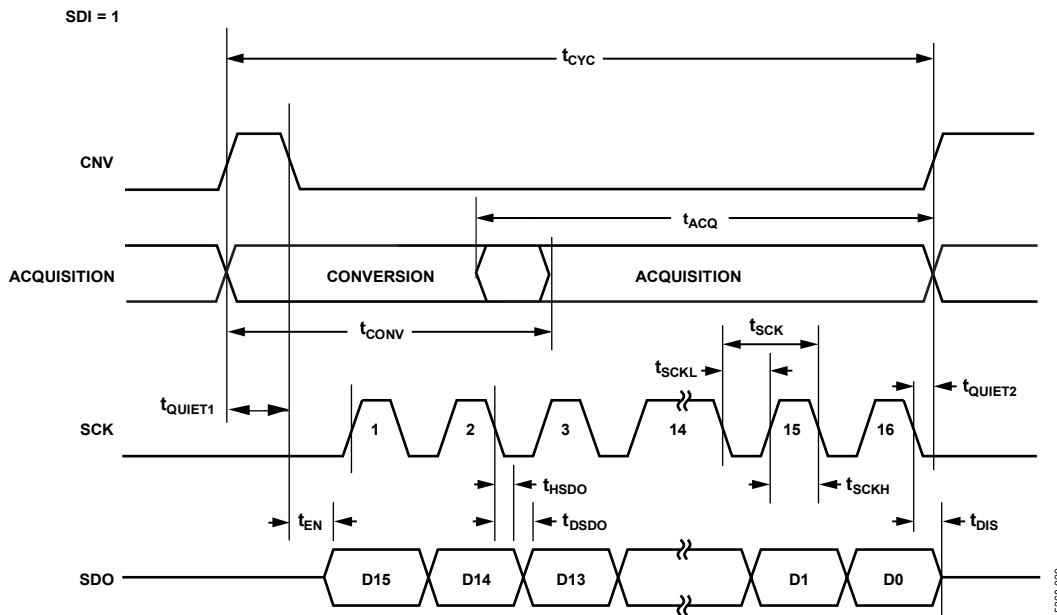 SDI = 1
tCYC
CNV
tACQ
ACQUISITION
CONVERSION
ACQUISITION
tCONV
tSCK
tSCKL
tQUIET1
tQUIET2
SCK
1
2
3
14
15
16
tHSDO
tSCKH
tEN
tDSDO
tDIS
SDO
D15
D14
D13
D1
D0